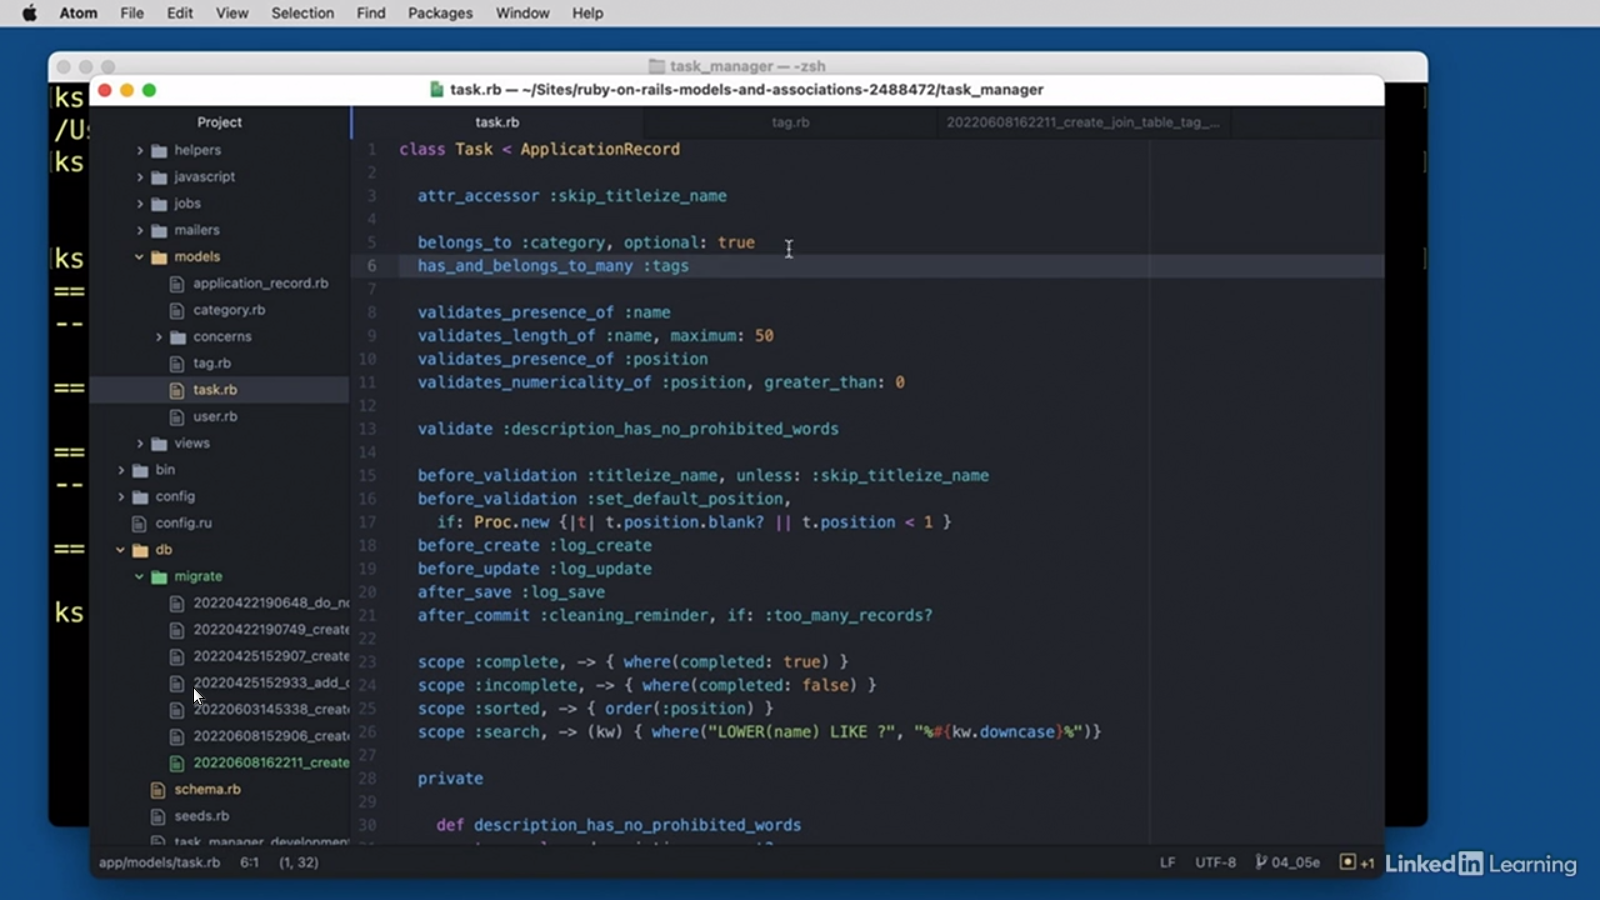 Atom File Edit View Selection Find Packages Window Help
task_manager — -zsh
task.rb — ~/Sites/ruby-on-rails-models-and-associations-2488472/task_manager
ks
ks
ks
==
--
==
==
--
==
ks
Project
helpers
javascript
jobs
mailers
models
application_record.rb
category.rb
concerns
tag.rb
task.rb
user.rb
views
bin
config
config.ru
db
migrate
20220422190648_do_no
20220422190749_create
20220425152907_create
20220425152933_add_
20220603145338_create
20220608152906_create
20220608162211_create
schema.rb
seeds.rb
task_manager_development
task.rb
tag.rb
20220608162211_create_join_table_tag_...
1 class Task < ApplicationRecord
2
3 attr_accessor :skip_titleize_name
4
5 belongs_to :category, optional: true
6 has_and_belongs_to_many :tags
7
8 validates_presence_of :name
9 validates_length_of :name, maximum: 50
10 validates_presence_of :position
11 validates_numericality_of :position, greater_than: 0
12
13 validate :description_has_no_prohibited_words
14
15 before_validation :titleize_name, unless: :skip_titleize_name
16 before_validation :set_default_position,
17 if: Proc.new {|t| t.position.blank? || t.position < 1 }
18 before_create :log_create
19 before_update :log_update
20 after_save :log_save
21 after_commit :cleaning_reminder, if: :too_many_records?
22
23 scope :complete, -> { where(completed: true) }
24 scope :incomplete, -> { where(completed: false) }
25 scope :sorted, -> { order(:position) }
26 scope :search, -> (kw) { where("LOWER(name) LIKE ?", "%#{kw.downcase}%")}
27
28 private
29
30 def description_has_no_prohibited_words
app/models/task.rb 6:1 (1, 32)
LF UTF-8 04_05e +1
LinkedIn Learning